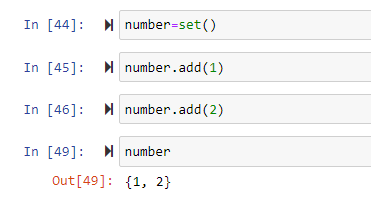 In [44]: number=set()
In [45]: number.add(1)
In [46]: number.add(2)
In [49]: number
Out[49]: {1, 2}